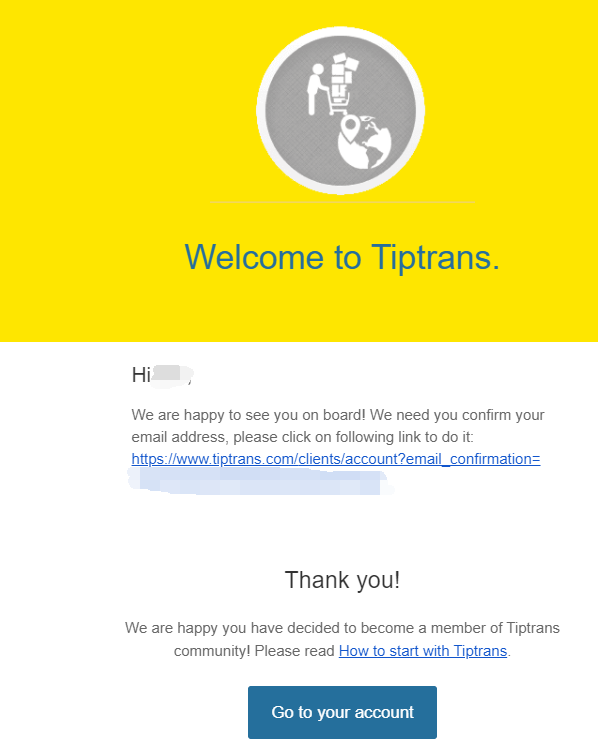 Welcome to Tiptrans.
Hi ,
We are happy to see you on board! We need you confirm your
email address, please click on following link to do it:
https://www.tiptrans.com/clients/account?email_confirmation=
Thank you!
We are happy you have decided to become a member of Tiptrans
community! Please read How to start with Tiptrans.
Go to your account